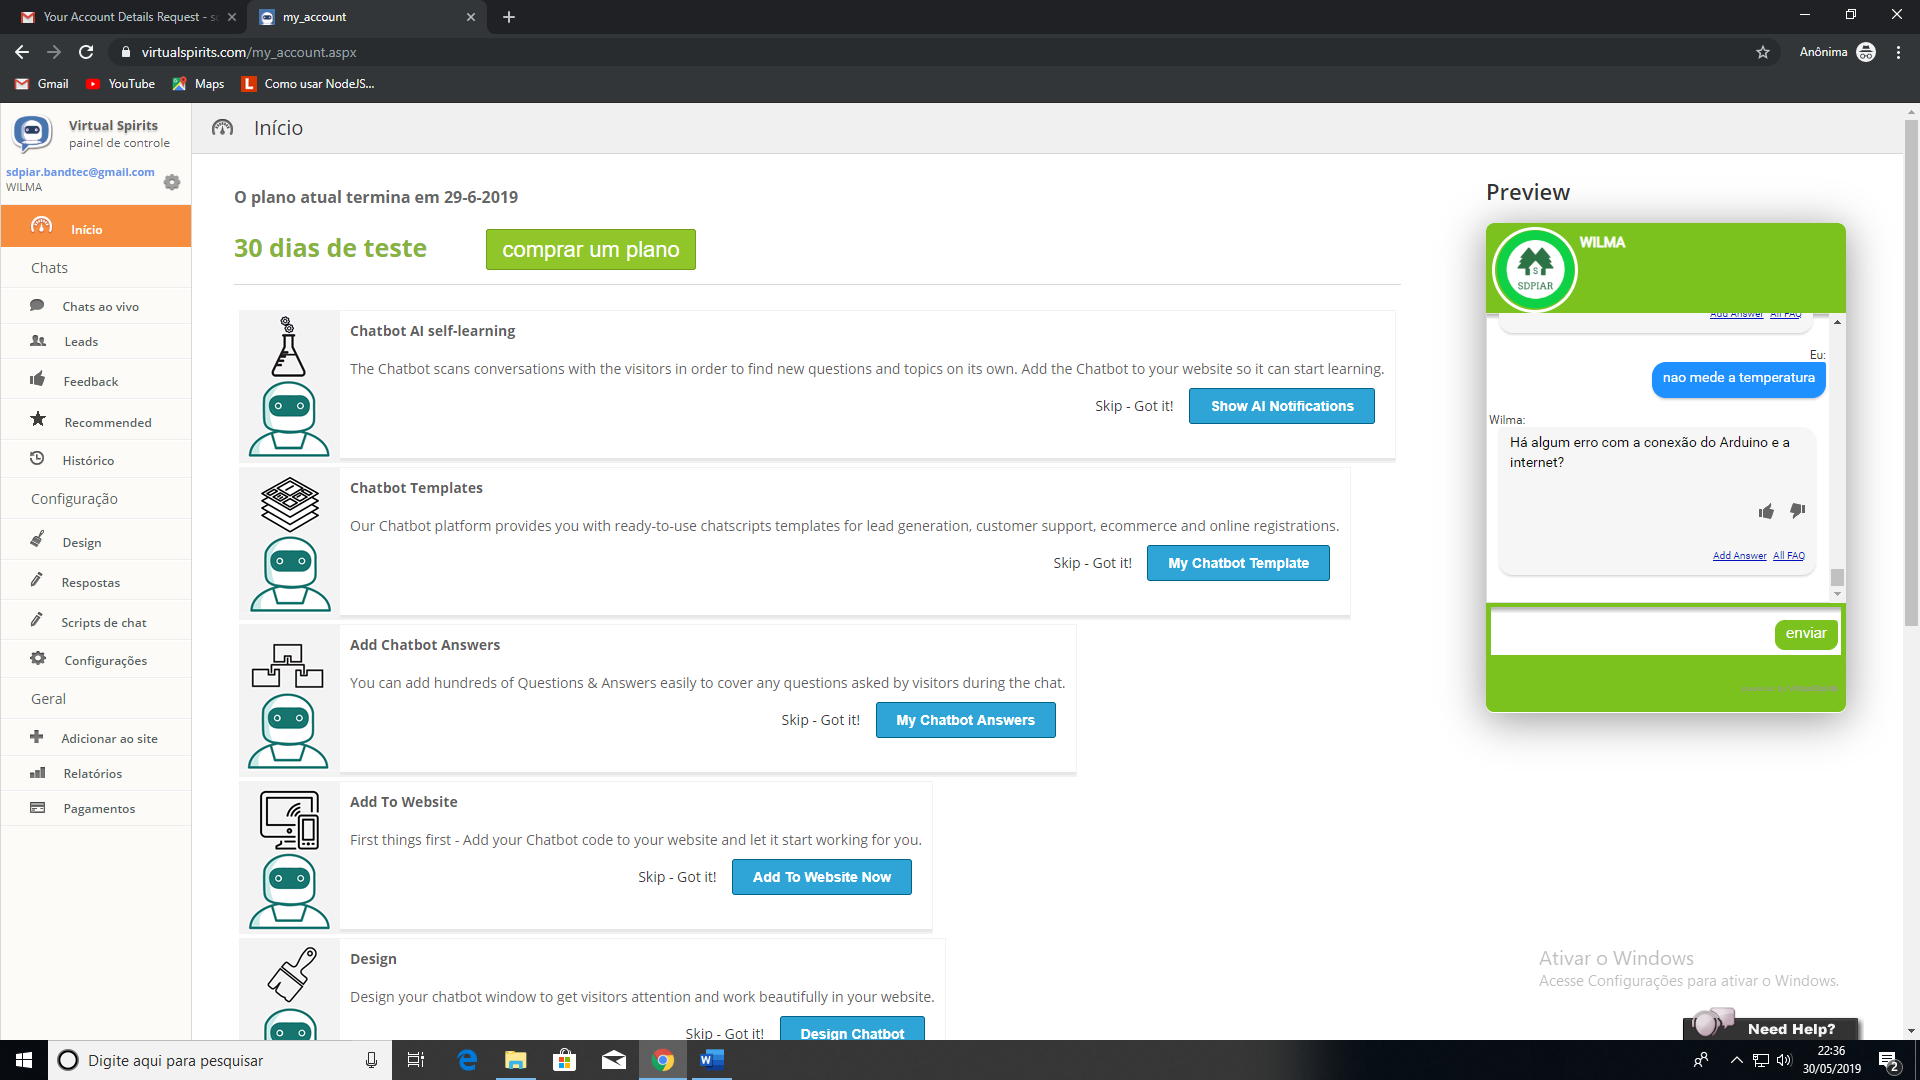 Your Account Details Request - sd
my_account
virtualspirits.com/my_account.aspx
Anônima
Gmail
YouTube
Maps
Como usar NodeJS...
Virtual Spirits
painel de controle
sdpiar.bandtec@gmail.com
WILMA
Início
Chats
Chats ao vivo
Leads
Feedback
Recommended
Histórico
Configuração
Design
Respostas
Scripts de chat
Configurações
Geral
Adicionar ao site
Relatórios
Pagamentos
Início
O plano atual termina em 29-6-2019
30 dias de teste
comprar um plano
Chatbot AI self-learning
The Chatbot scans conversations with the visitors in order to find new questions and topics on its own. Add the Chatbot to your website so it can start learning.
Skip - Got it!
Show AI Notifications
Chatbot Templates
Our Chatbot platform provides you with ready-to-use chatscripts templates for lead generation, customer support, ecommerce and online registrations.
Skip - Got it!
My Chatbot Template
Add Chatbot Answers
You can add hundreds of Questions & Answers easily to cover any questions asked by visitors during the chat.
Skip - Got it!
My Chatbot Answers
Add To Website
First things first - Add your Chatbot code to your website and let it start working for you.
Skip - Got it!
Add To Website Now
Design
Design your chatbot window to get visitors attention and work beautifully in your website.
Skip - Got it!
Design Chatbot
Preview
WILMA
S
SDPIAR
Add Answer All FAQ
Eu:
nao mede a temperatura
Wilma:
Há algum erro com a conexão do Arduino e a
internet?
Add Answer All FAQ
enviar
Ativar o Windows
Acesse Configurações para ativar o Windows.
Need Help?
Digite aqui para pesquisar
22:36
30/05/2019
2